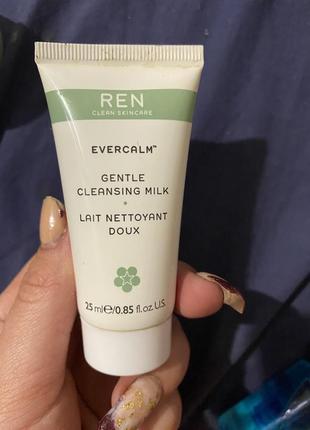 REN
CLEAN SKINCARE
EVERCALM™
GENTLE
CLEANSING MILK
LAIT NETTOYANT
DOUX
25 ml℮/0.85 fl.oz U.S.